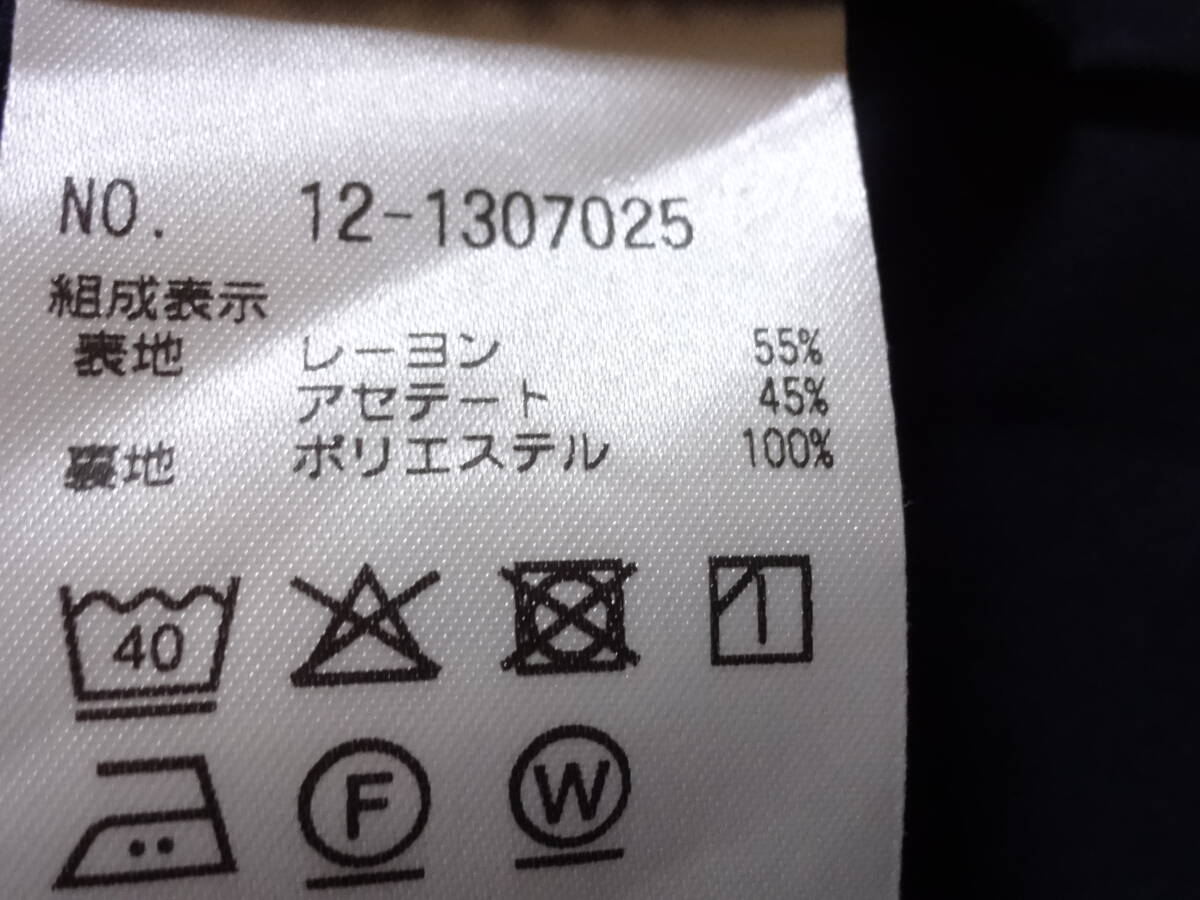 NO. 12-1307025
組成表示
表地 レーヨン 55%
アセテート 45%
裏地 ポリエステル 100%
40
F W